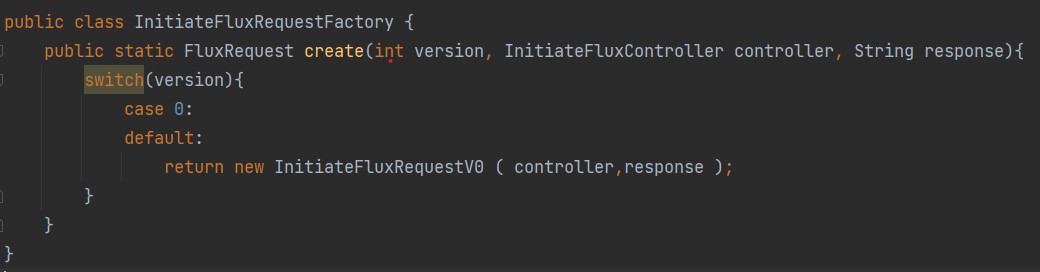 public class InitiateFluxRequestFactory {
public static FluxRequest create(int version, InitiateFluxController controller, String response){
switch(version){
case 0:
default:
return new InitiateFluxRequestV0 ( controller,response );
}
}
}